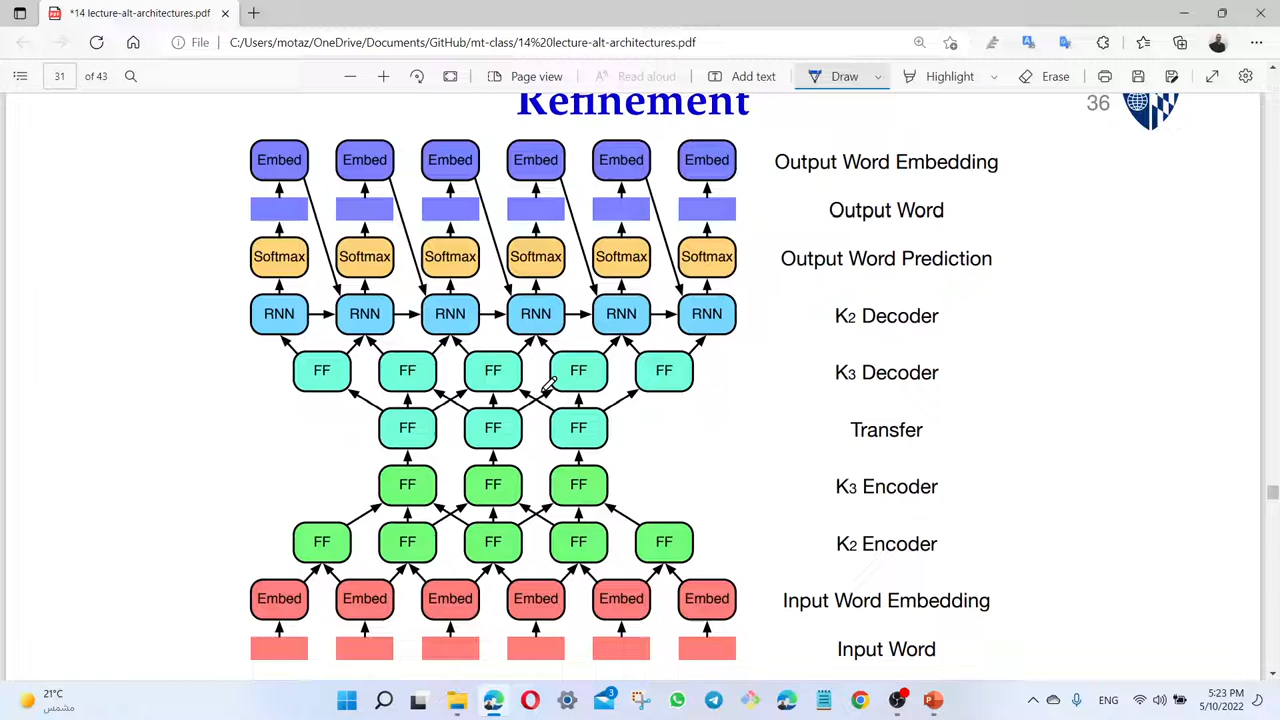 *14 lecture-alt-architectures.pdf
File C:/Users/motaz/OneDrive/Documents/GitHub/mt-class/14%20lecture-alt-architectures.pdf
31 of 43 Page view Read aloud Add text Draw Highlight Erase
Refinement 36
Embed Embed Embed Embed Embed Embed Output Word Embedding
Output Word
Softmax Softmax Softmax Softmax Softmax Softmax Output Word Prediction
RNN RNN RNN RNN RNN RNN K2 Decoder
FF FF FF FF FF K3 Decoder
FF FF FF Transfer
FF FF FF K3 Encoder
FF FF FF FF FF K2 Encoder
Embed Embed Embed Embed Embed Embed Input Word Embedding
Input Word
21°C
مشمس
3
ENG
5:23 PM